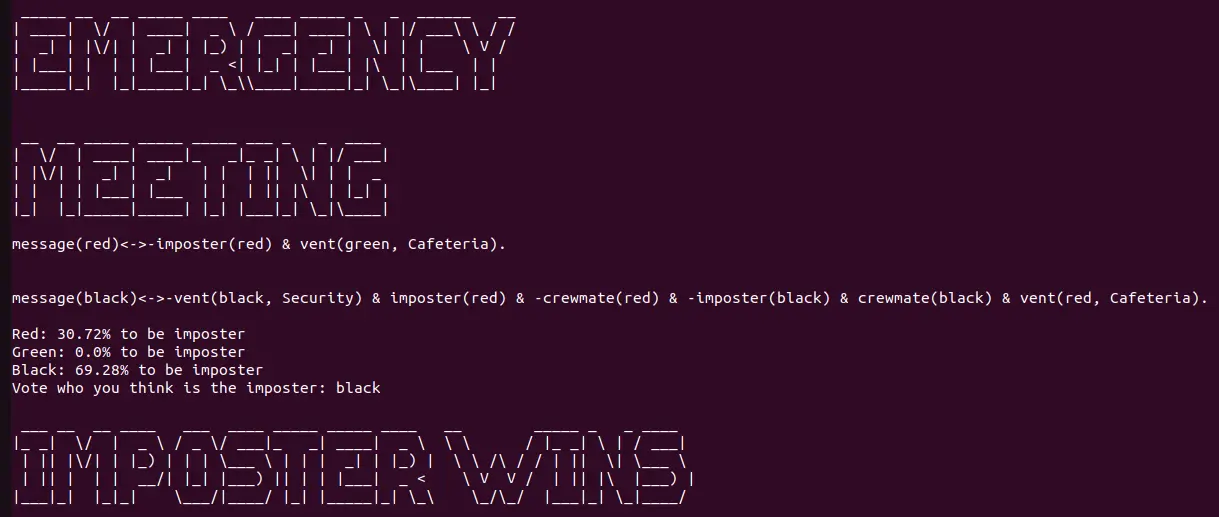 EMERGENCY
MEETING
message(red)<->-imposter(red) & vent(green, Cafeteria).
message(black)<->-vent(black, Security) & imposter(red) & -crewmate(red) & -imposter(black) & crewmate(black) & vent(red, Cafeteria).
Red: 30.72% to be imposter
Green: 0.0% to be imposter
Black: 69.28% to be imposter
Vote who you think is the imposter: black
IMPOSTER WINS